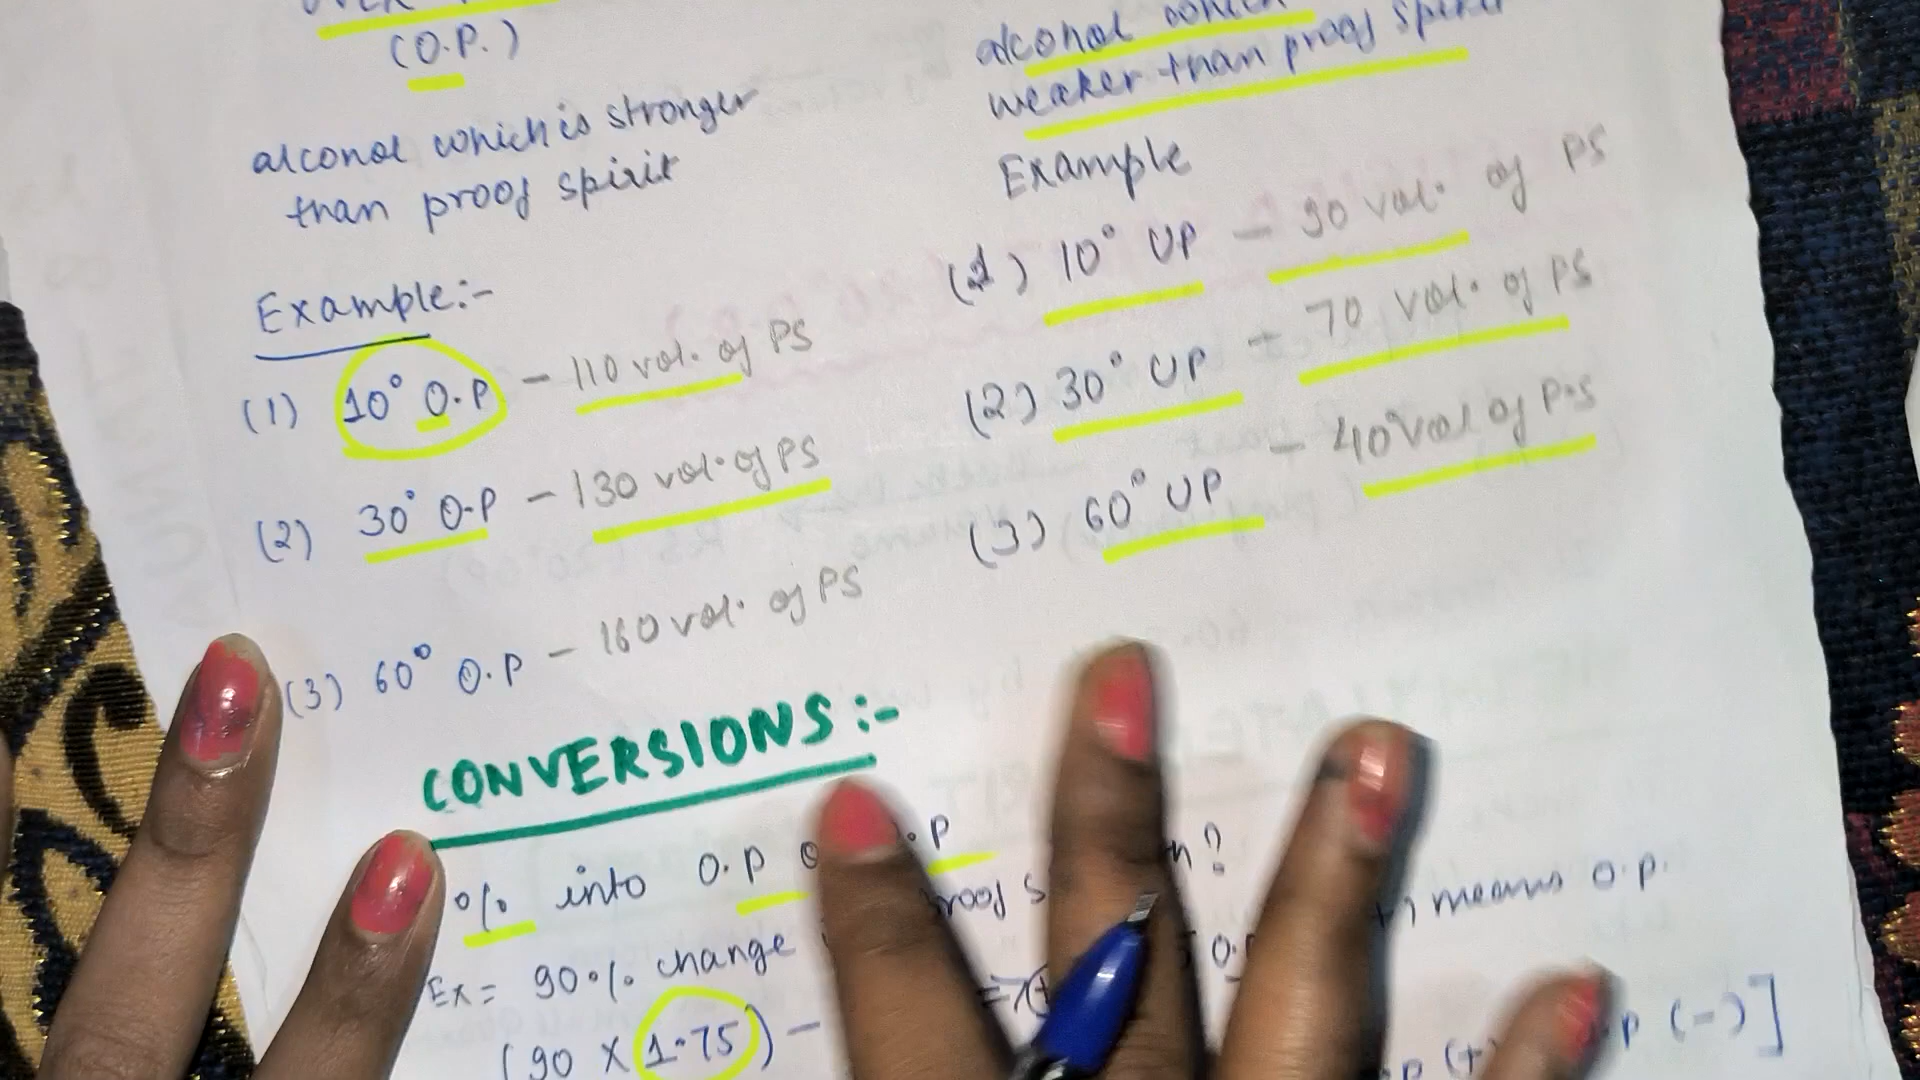 (O.P.)
alconol which is stronger
than proof spirit
Example:-
(1) 10° O.P - 110 vol. of PS
(2) 30° O.P - 130 vol. of PS
(3) 60° O.P - 160 vol. of PS
alconol which
weaker than proof spirit
Example
(1) 10° UP - 90 vol. of PS
(2) 30° UP - 70 vol. of PS
(3) 60° UP - 40 vol of P.S
CONVERSIONS:-
% into O.P
Ex = 90% change
means O.P.
(90 X 1.75) -
(-)]